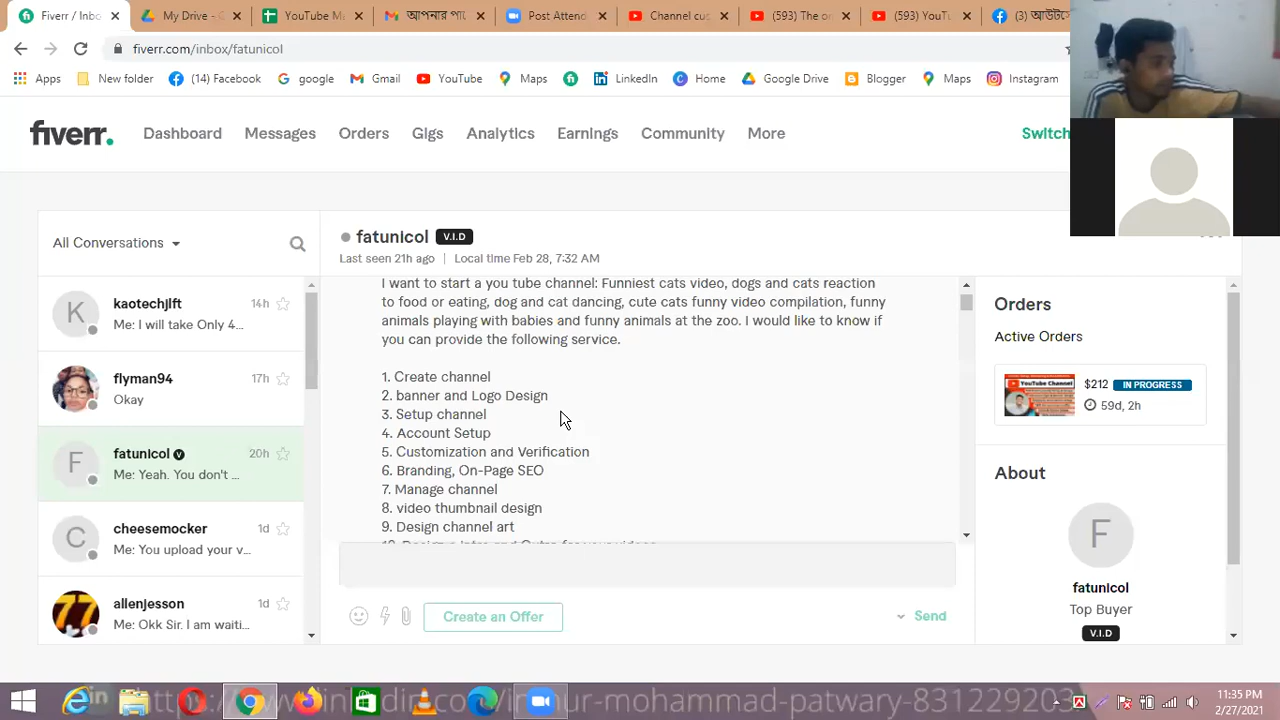 Fiverr / Inbo
My Drive - G
YouTube M
আপনার পা
Post Attend
Channel cus
(593) The on
(593) YouTu
(3) আউট
fiverr.com/inbox/fatunicol
Apps
New folder
(14) Facebook
google
Gmail
YouTube
Maps
LinkedIn
Home
Google Drive
Blogger
Maps
Instagram
fiverr.
Dashboard
Messages
Orders
Gigs
Analytics
Earnings
Community
More
Switch
All Conversations
fatunicol V.I.D
Last seen 21h ago | Local time Feb 28, 7:32 AM
kaotechjlft 14h
Me: I will take Only 4...
flyman94 17h
Okay
fatunicol 20h
Me: Yeah. You don't ...
cheesemocker 1d
Me: You upload your v...
allenjesson 1d
Me: Okk Sir. I am waiti...
I want to start a you tube channel: Funniest cats video, dogs and cats reaction
to food or eating, dog and cat dancing, cute cats funny video compilation, funny
animals playing with babies and funny animals at the zoo. I would like to know if
you can provide the following service.
1. Create channel
2. banner and Logo Design
3. Setup channel
4. Account Setup
5. Customization and Verification
6. Branding, On-Page SEO
7. Manage channel
8. video thumbnail design
9. Design channel art
Create an Offer
Send
Orders
Active Orders
YouTube Channel
$212 IN PROGRESS
59d, 2h
About
F
fatunicol
Top Buyer
V.I.D
11:35 PM
2/27/2021